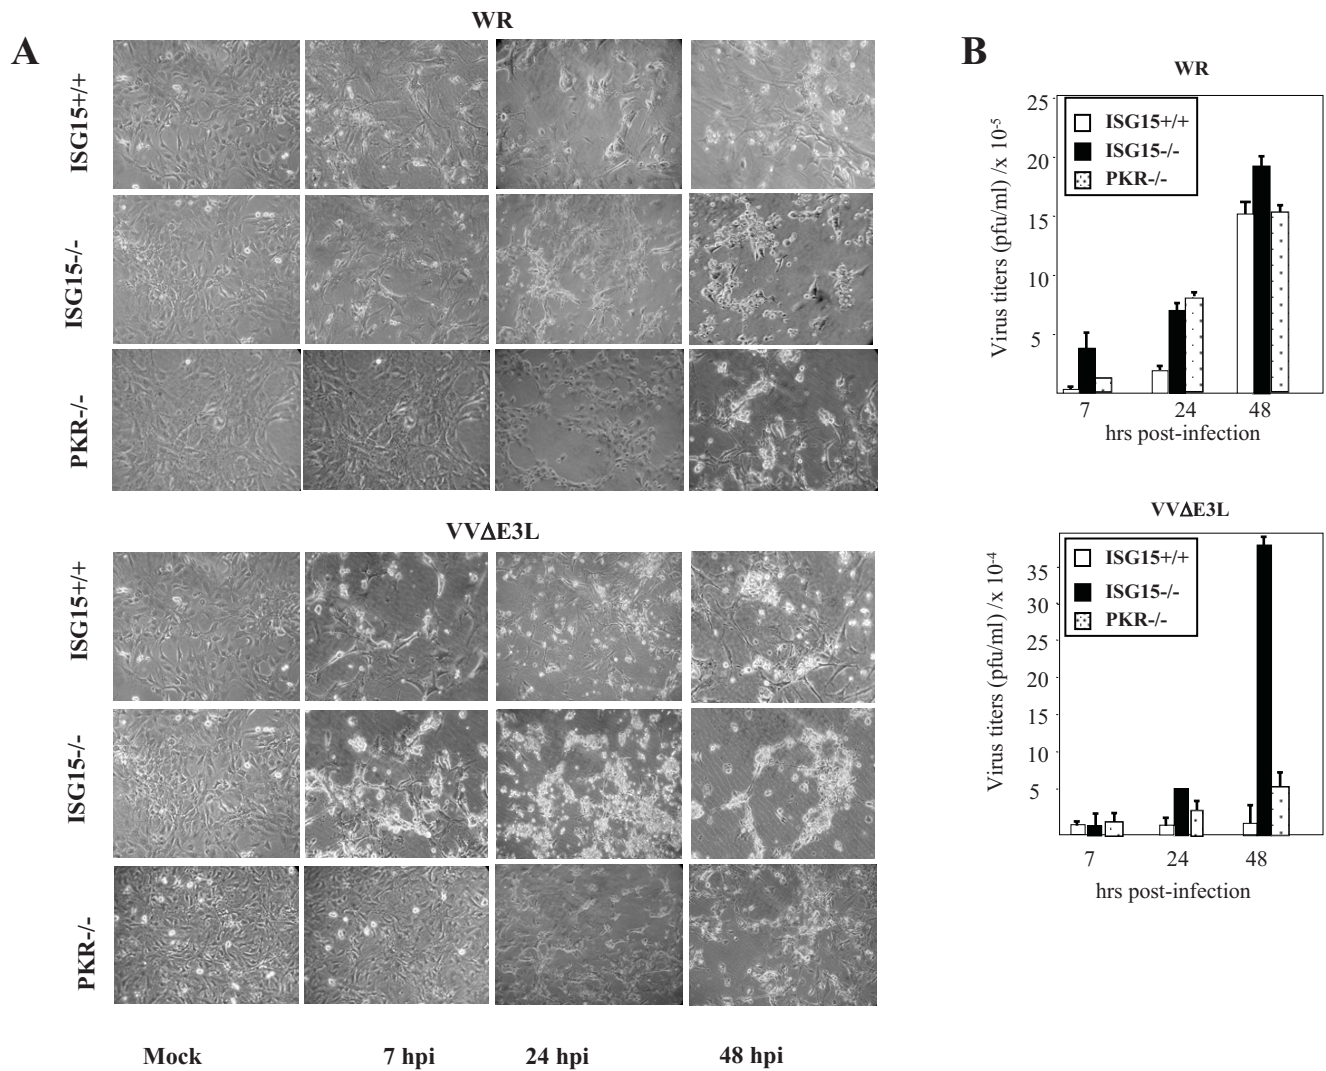 A
WR
ISG15+/+
ISG15-/-
PKR-/-
VVΔE3L
ISG15+/+
ISG15-/-
PKR-/-
Mock
7 hpi
24 hpi
48 hpi
B
WR
Virus titers (pfu/ml) /x 10-5
25
20
15
10
5
ISG15+/+
ISG15-/-
PKR-/-
7
24
48
hrs post-infection
VVΔE3L
Virus titers (pfu/ml) /x 10-4
35
30
25
20
15
10
5
ISG15+/+
ISG15-/-
PKR-/-
7
24
48
hrs post-infection